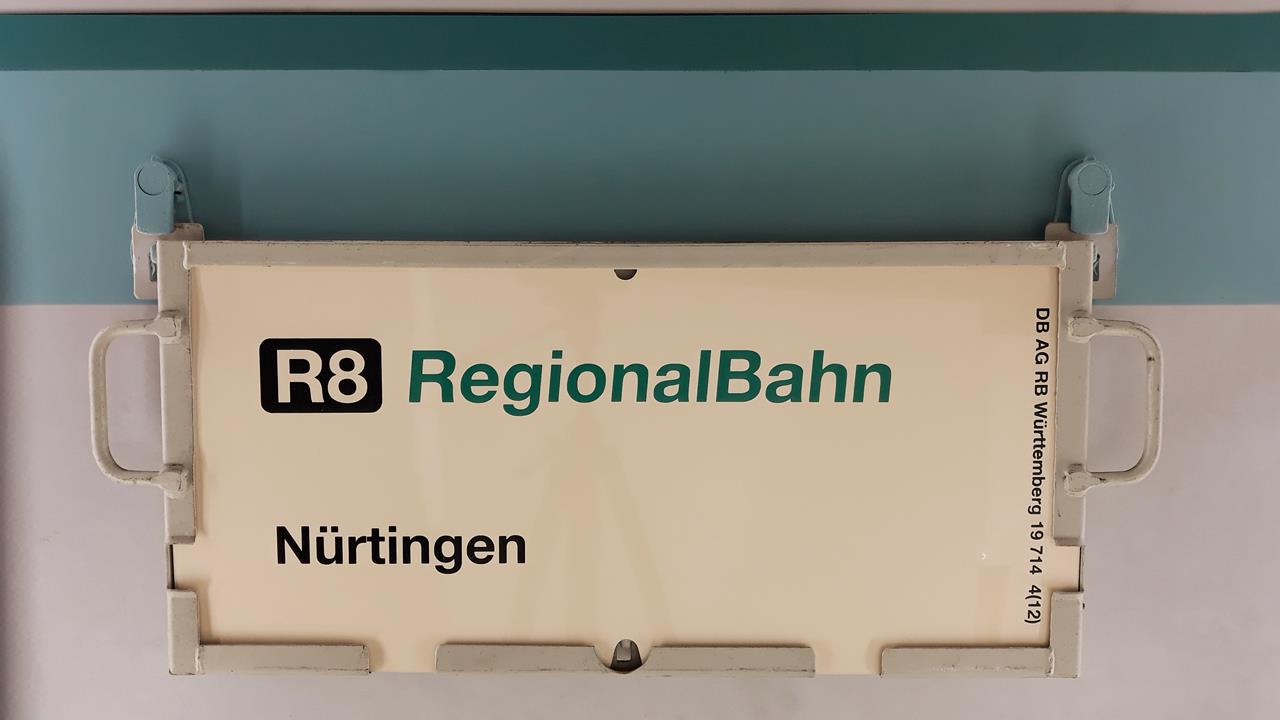 R8 RegionalBahn
Nürtingen
DB AG RB Württemberg 19 714 4(12)